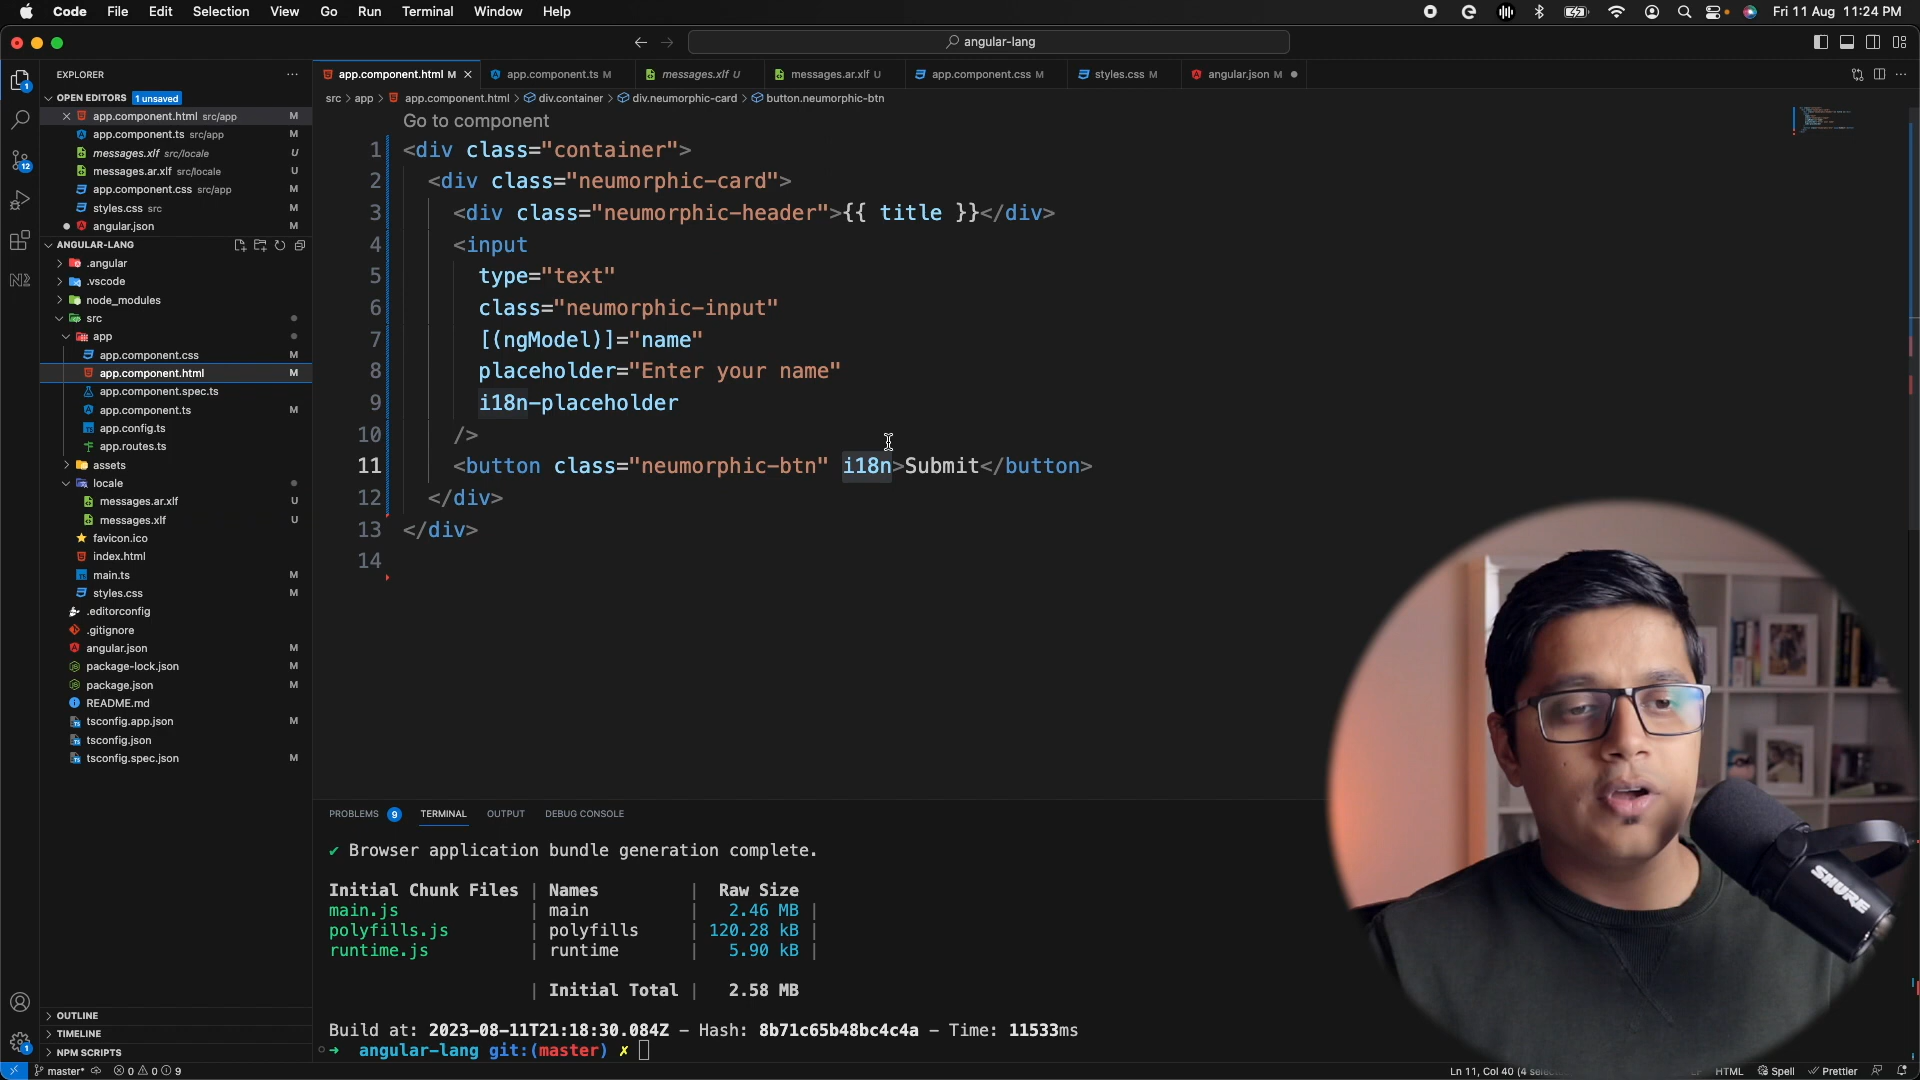 Code File Edit Selection View Go Run Terminal Window Help Fri 11 Aug 11:24 PM
angular-lang
EXPLORER
app.component.html M app.component.ts M messages.xlf U messages.ar.xlf U app.component.css M styles.css M angular.json M
OPEN EDITORS 1 unsaved
src > app > app.component.html > div.container > div.neumorphic-card > button.neumorphic-btn
app.component.html src/app M
app.component.ts src/app M
messages.xlf src/locale U
messages.ar.xlf src/locale U
app.component.css src/app M
styles.css src M
angular.json M
ANGULAR-LANG
.angular
.vscode
node_modules
src
app
app.component.css M
app.component.html M
app.component.spec.ts
app.component.ts M
app.config.ts
app.routes.ts
assets
locale
messages.ar.xlf U
messages.xlf U
favicon.ico
index.html
main.ts M
styles.css M
.editorconfig
.gitignore
angular.json M
package-lock.json M
package.json M
README.md
tsconfig.app.json M
tsconfig.json
tsconfig.spec.json M
OUTLINE
TIMELINE
NPM SCRIPTS
12
1
1
Go to component
1 <div class="container">
2 <div class="neumorphic-card">
3 <div class="neumorphic-header">{{ title }}</div>
4 <input
5 type="text"
6 class="neumorphic-input"
7 [(ngModel)]="name"
8 placeholder="Enter your name"
9 i18n-placeholder
10 />
11 <button class="neumorphic-btn" i18n>Submit</button>
12 </div>
13 </div>
14
PROBLEMS 9 TERMINAL OUTPUT DEBUG CONSOLE
✔ Browser application bundle generation complete.
Initial Chunk Files | Names | Raw Size
main.js | main | 2.46 MB |
polyfills.js | polyfills | 120.28 kB |
runtime.js | runtime | 5.90 kB |
| Initial Total | 2.58 MB
Build at: 2023-08-11T21:18:30.084Z - Hash: 8b71c65b48bc4c4a - Time: 11533ms
➜ angular-lang git:(master) ✗
SHURE
master* 0 0 9 Ln 11, Col 40 HTML Spell Prettier